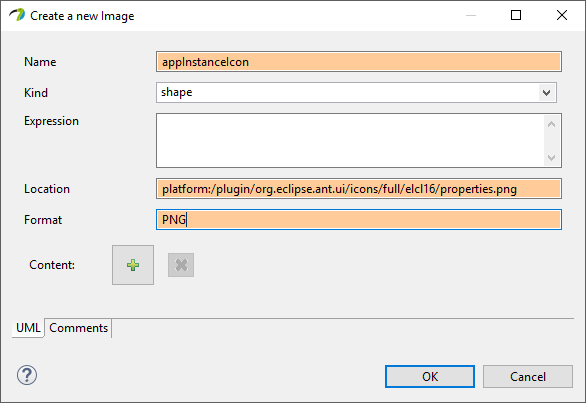 Create a new Image
Name appInstanceIcon
Kind shape
Expression
Location platform:/plugin/org.eclipse.ant.ui/icons/full/elcl16/properties.png
Format PNG
Content:
UML Comments
? OK Cancel